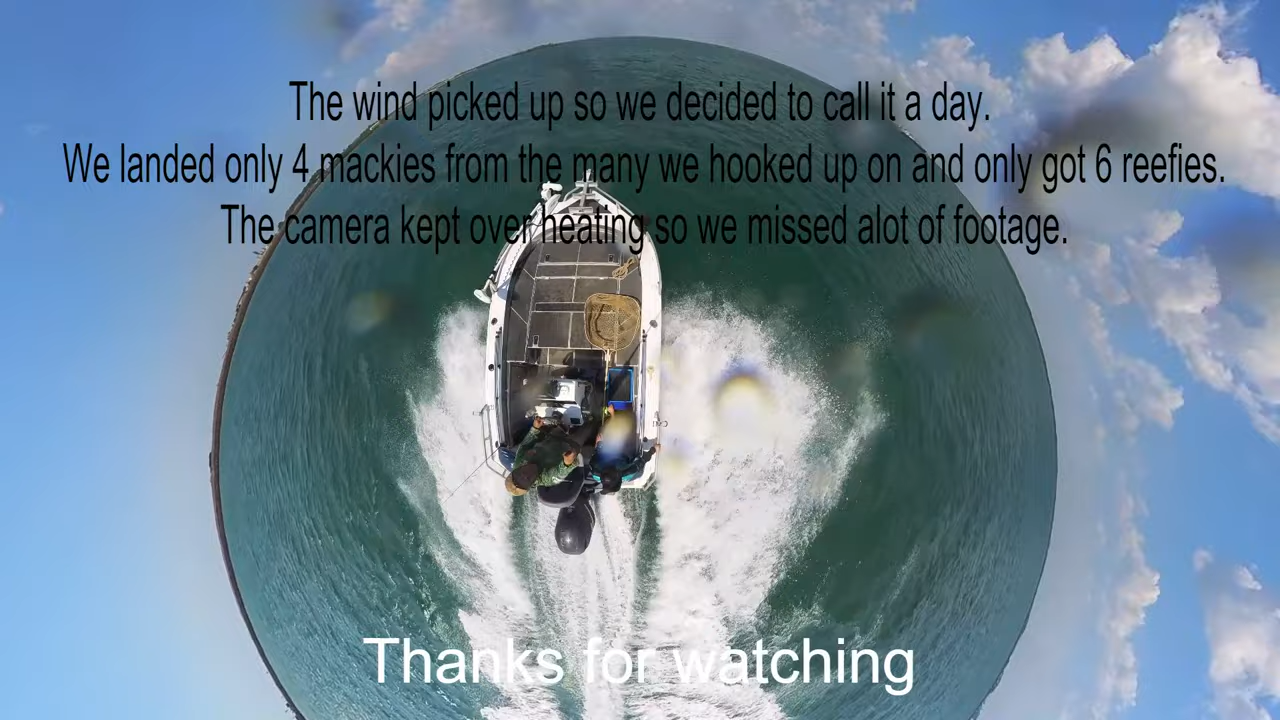 The wind picked up so we decided to call it a day.
We landed only 4 mackies from the many we hooked up on and only got 6 reefies.
The camera kept over heating so we missed alot of footage.
Thanks for watching